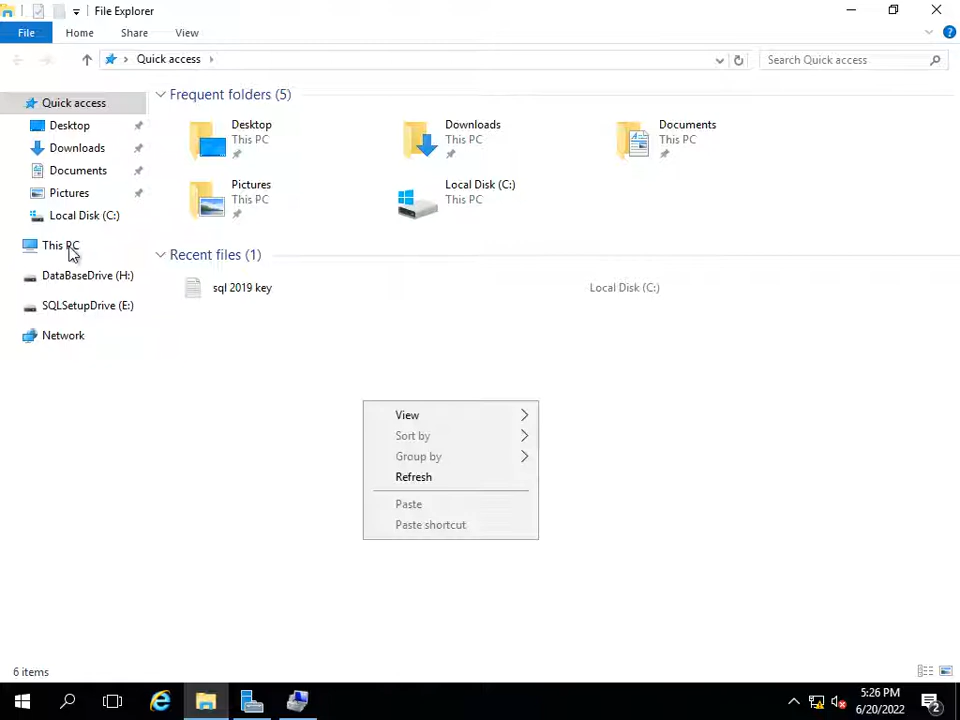 File Explorer
File
Home
Share
View
Quick access
Search Quick access
Quick access
Desktop
Downloads
Documents
Pictures
Local Disk (C:)
This PC
DataBaseDrive (H:)
SQLSetupDrive (E:)
Network
Frequent folders (5)
Desktop
This PC
Downloads
This PC
Documents
This PC
Pictures
This PC
Local Disk (C:)
This PC
Recent files (1)
sql 2019 key
Local Disk (C:)
View
Sort by
Group by
Refresh
Paste
Paste shortcut
6 items
5:26 PM
6/20/2022
2